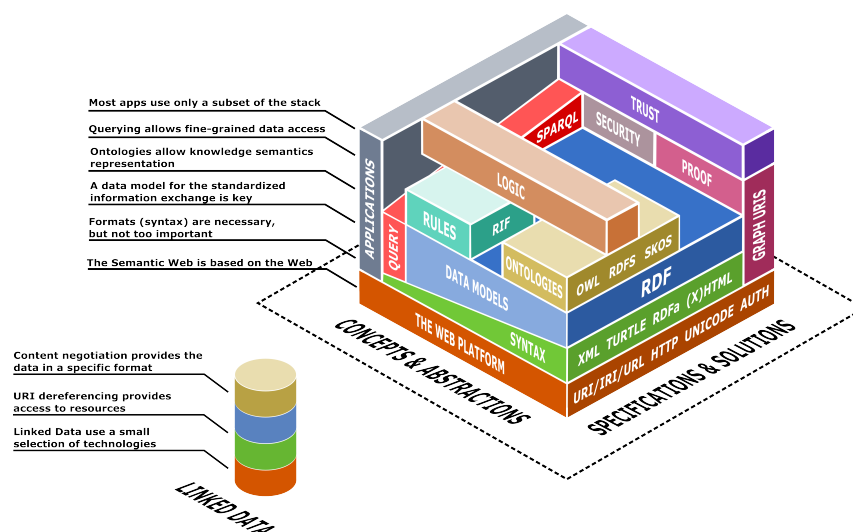 Most apps use only a subset of the stack
Querying allows fine-grained data access
Ontologies allow knowledge semantics
representation
A data model for the standardized
information exchange is key
Formats (syntax) are necessary,
but not too important
The Semantic Web is based on the Web
APPLICATIONS
TRUST
SPARQL
SECURITY
PROOF
LOGIC
RULES
RIF
QUERY
DATA MODELS
ONTOLOGIES
OWL RDFS SKOS
RDF
GRAPH URIS
SYNTAX
XML TURTLE RDFa (X)HTML
THE WEB PLATFORM
URI/IRI/URL HTTP UNICODE AUTH
CONCEPTS & ABSTRACTIONS
SPECIFICATIONS & SOLUTIONS
Content negotiation provides the
data in a specific format
URI dereferencing provides
access to resources
Linked Data use a small
selection of technologies
LINKED DATA